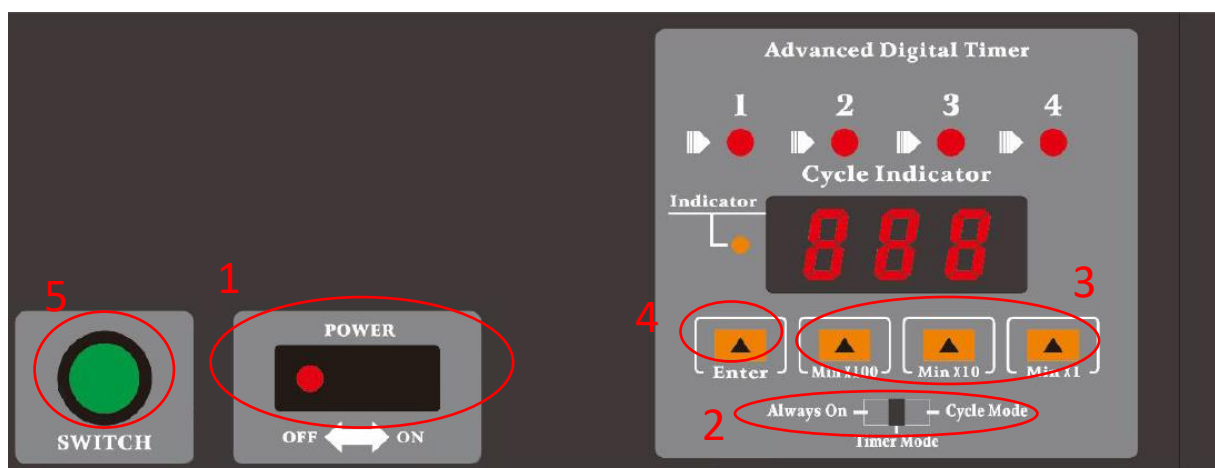 Advanced Digital Timer
1 2 3 4
Cycle Indicator
Indicator
888
5
1
4
3
POWER
Enter
Min X100
Min X10
Min X1
SWITCH
OFF
ON
2
Always On
Cycle Mode
Timer Mode